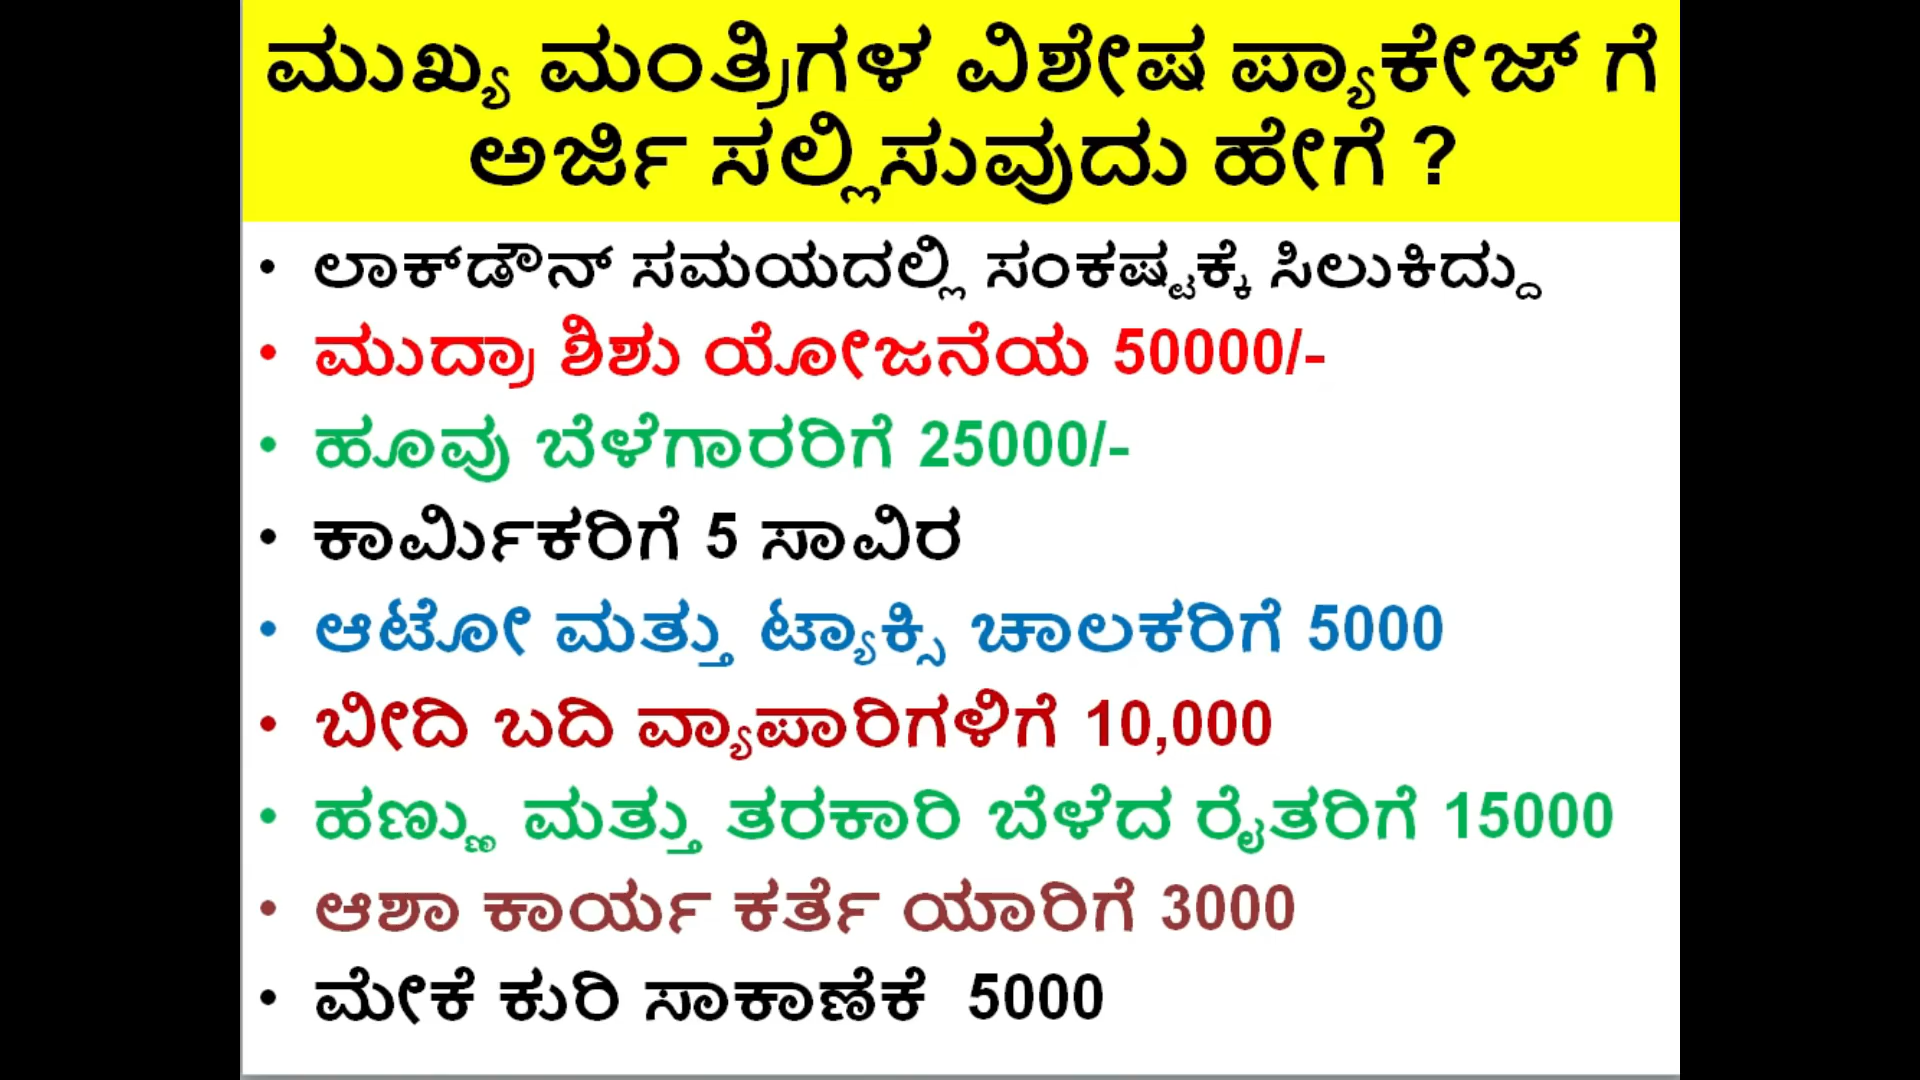 ಮುಖ್ಯ ಮಂತ್ರಿಗಳ ವಿಶೇಷ ಪ್ಯಾಕೇಜ್ ಗೆ
ಅರ್ಜಿ ಸಲ್ಲಿಸುವುದು ಹೇಗೆ ?
• ಲಾಕ್‌ಡೌನ್ ಸಮಯದಲ್ಲಿ ಸಂಕಷ್ಟಕ್ಕೆ ಸಿಲುಕಿದ್ದು
• ಮುದ್ರಾ ಶಿಶು ಯೋಜನೆಯ 50000/-
• ಹೂವು ಬೆಳೆಗಾರರಿಗೆ 25000/-
• ಕಾರ್ಮಿಕರಿಗೆ 5 ಸಾವಿರ
• ಆಟೋ ಮತ್ತು ಟ್ಯಾಕ್ಸಿ ಚಾಲಕರಿಗೆ 5000
• ಬೀದಿ ಬದಿ ವ್ಯಾಪಾರಿಗಳಿಗೆ 10,000
• ಹಣ್ಣು ಮತ್ತು ತರಕಾರಿ ಬೆಳೆದ ರೈತರಿಗೆ 15000
• ಆಶಾ ಕಾರ್ಯ ಕರ್ತೆ ಯಾರಿಗೆ 3000
• ಮೇಕೆ ಕುರಿ ಸಾಕಾಣೆಕೆ 5000